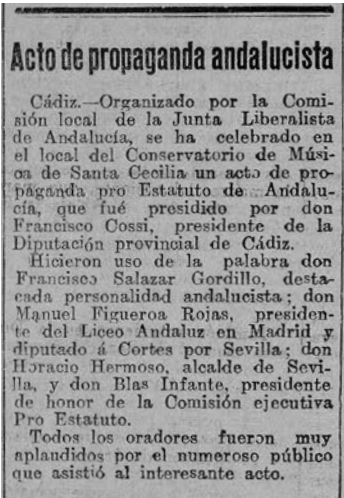 Acto de propaganda andalucista
Cádiz.—Organizado por la Comi-
sión local de la Junta Liberalista
de Andalucía, se ha celebrado en
el local del Conservatorio de Músi-
ca de Santa Cecilia un acto de pro-
paganda pro Estatuto de Andalu-
cía, que fué presidido por don
Francisco Cossi, presidente de la
Diputación provincial de Cádiz.
Hicieron uso de la palabra don
Francisco Salazar Gordillo, desta-
cada personalidad andalucista; don
Manuel Figueroa Rojas, presiden-
te del Liceo Andaluz en Madrid y
diputado á Cortes por Sevilla; don
Horacio Hermoso, alcalde de Sevi-
lla, y don Blas Infante, presidente
de honor de la Comisión ejecutiva
Pro Estatuto.
Todos los oradores fueron muy
aplaudidos por el numeroso público
que asistió al interesante acto.